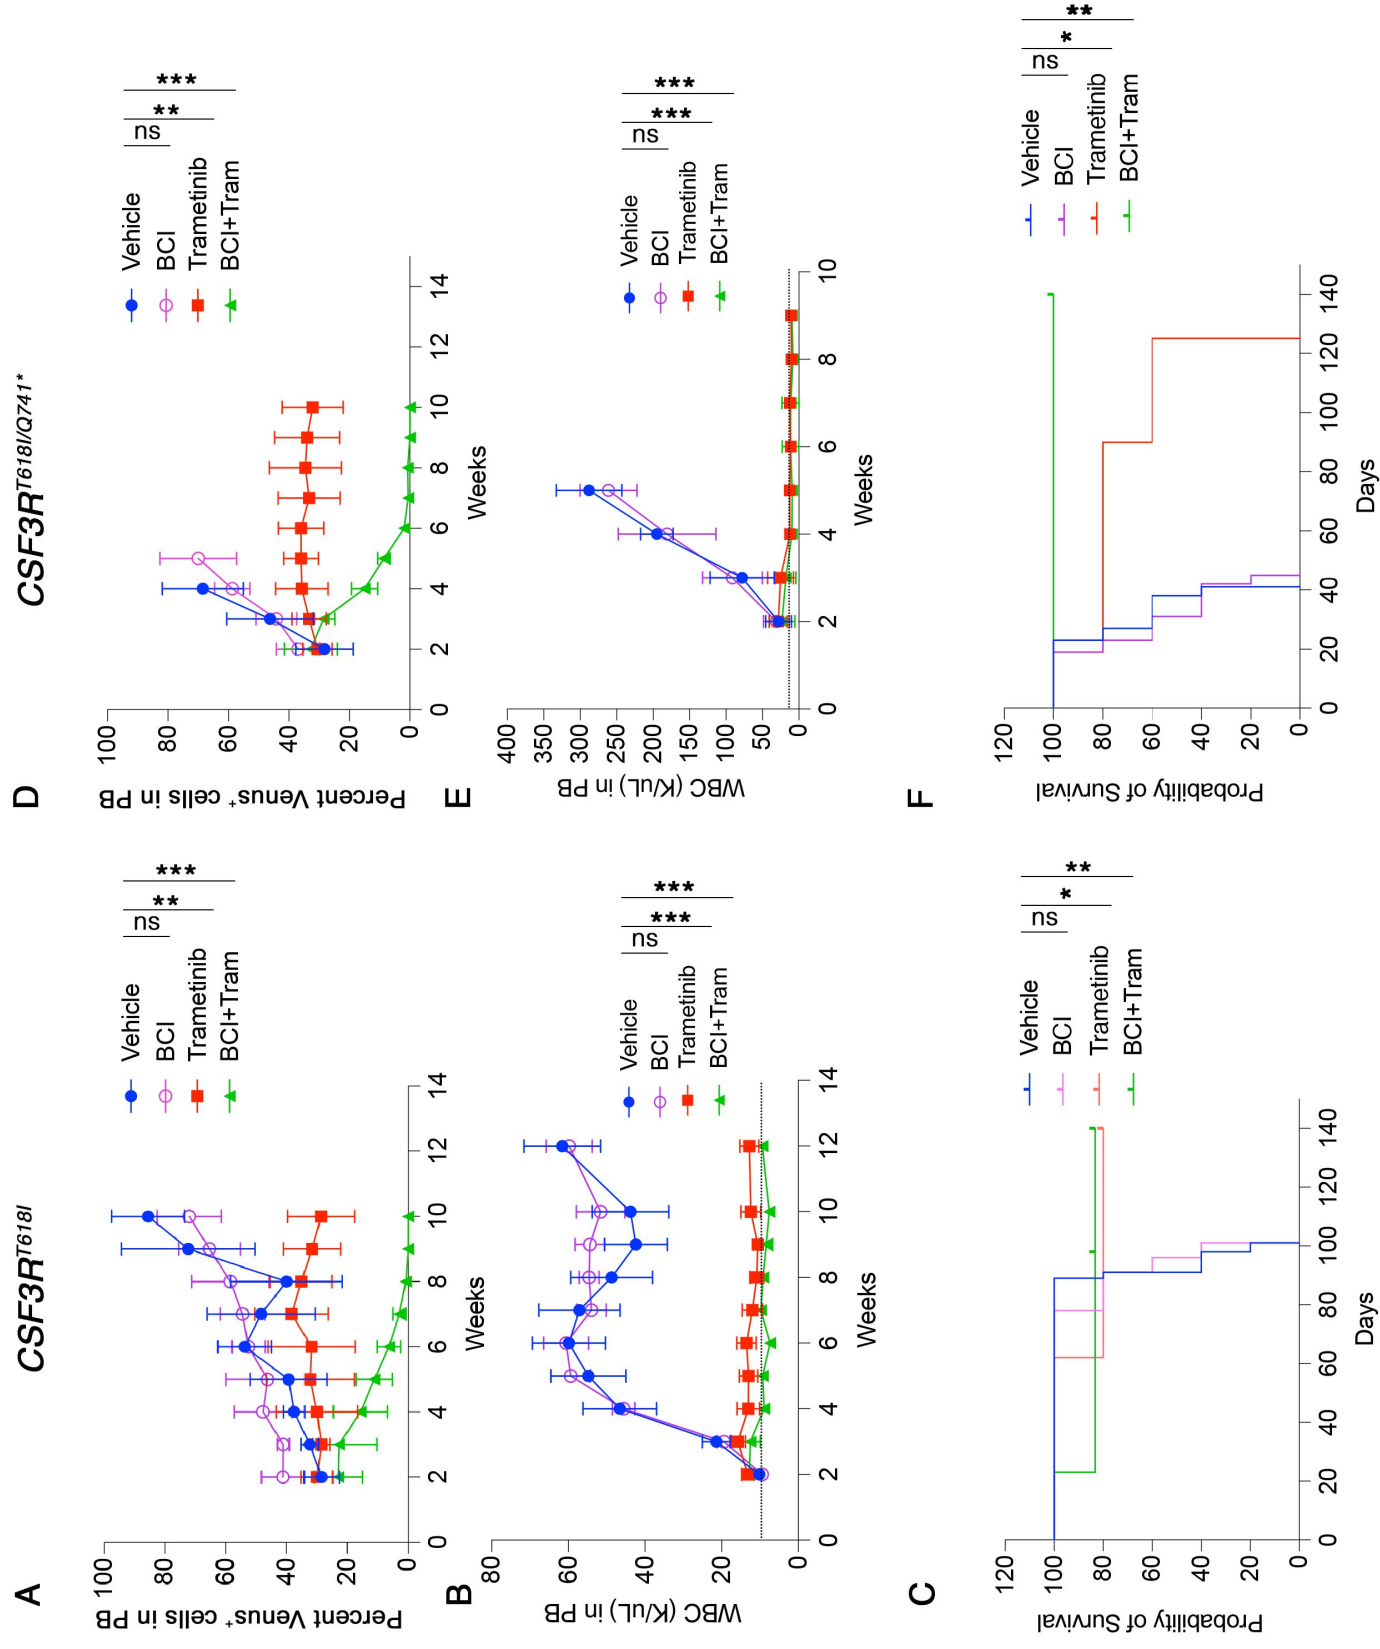 CSF3R^T618I
A
Percent Venus⁺ cells in PB
100
80
60
40
20
0
0
2
4
6
8
10
12
14
Weeks
Vehicle
BCI
Trametinib
BCI+Tram
ns
**
***
B
WBC (K/uL) in PB
80
60
40
20
0
0
2
4
6
8
10
12
14
Weeks
Vehicle
BCI
Trametinib
BCI+Tram
ns
***
***
C
Probability of Survival
120
100
80
60
40
20
0
0
20
40
60
80
100
120
140
Days
Vehicle
BCI
Trametinib
BCI+Tram
ns
*
**
CSF3R^T618I/Q741*
D
Percent Venus⁺ cells in PB
100
80
60
40
20
0
0
2
4
6
8
10
12
14
Weeks
Vehicle
BCI
Trametinib
BCI+Tram
ns
**
***
E
WBC (K/uL) in PB
400
350
300
250
200
150
100
50
0
0
2
4
6
8
10
Weeks
Vehicle
BCI
Trametinib
BCI+Tram
ns
***
***
F
Probability of Survival
120
100
80
60
40
20
0
0
20
40
60
80
100
120
140
Days
Vehicle
BCI
Trametinib
BCI+Tram
ns
*
**